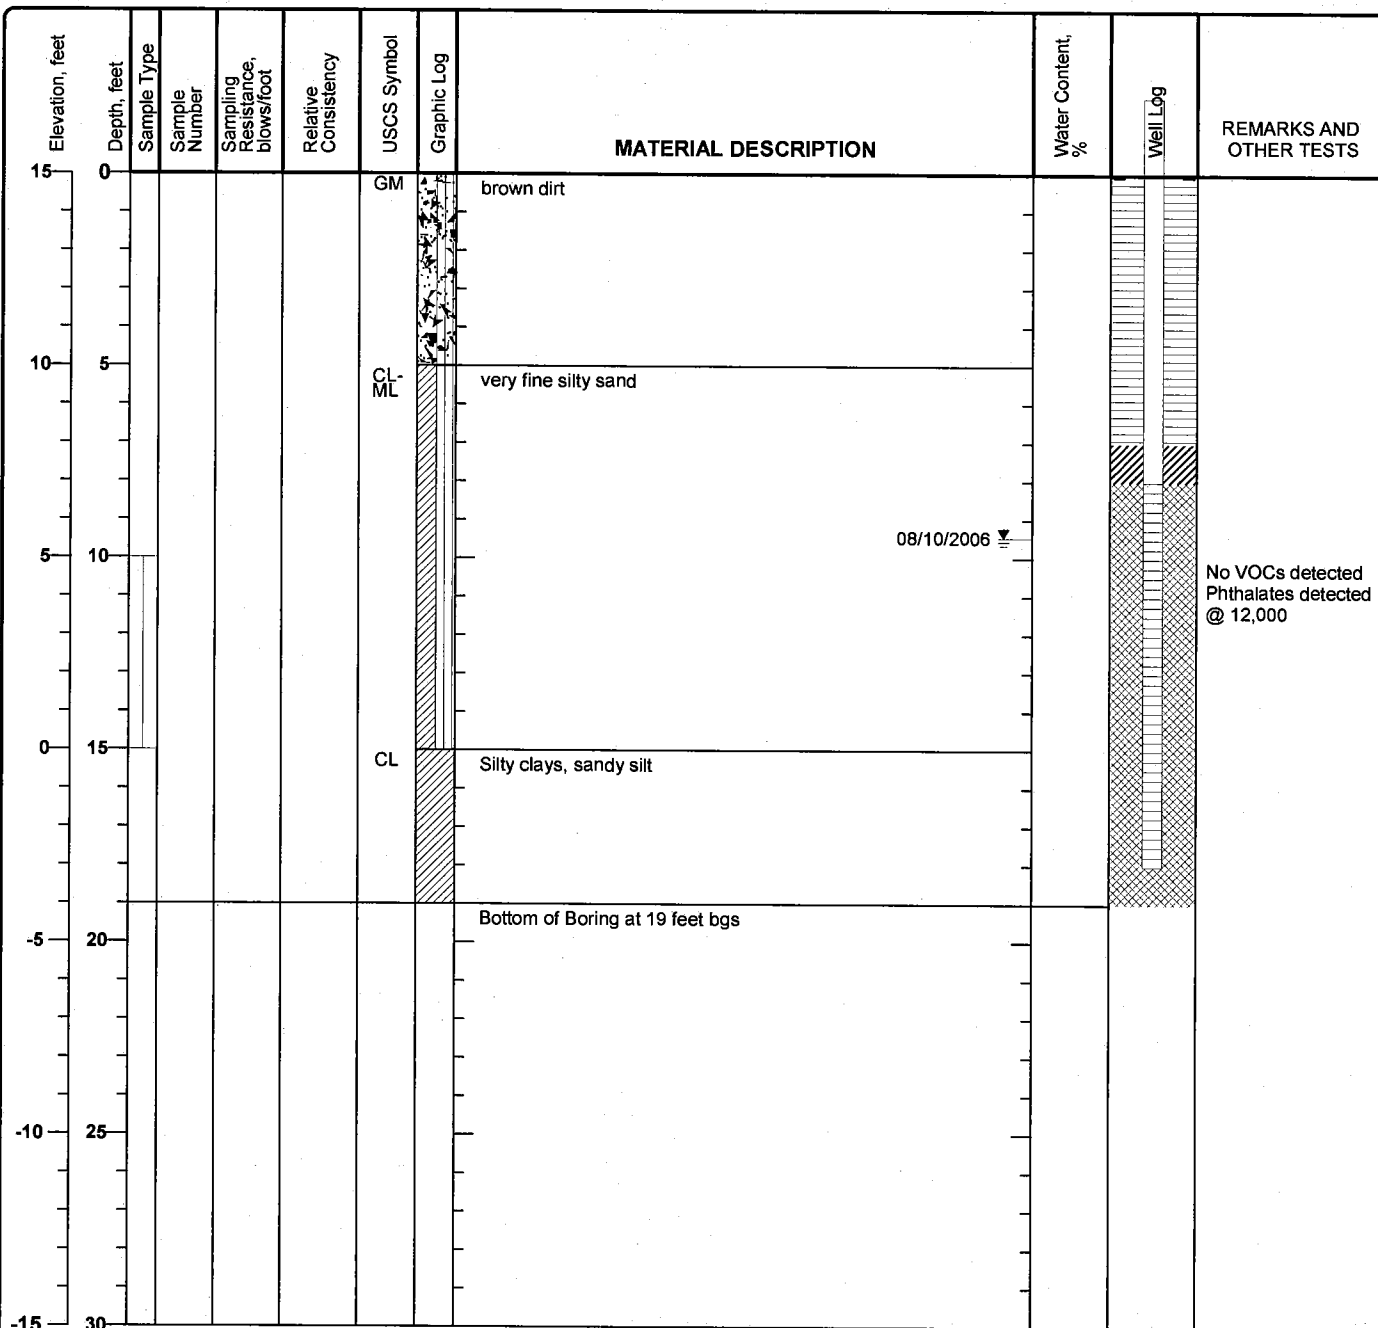 Elevation, feet
Depth, feet
Sample Type
Sample
Number
Sampling
Resistance,
blows/foot
Relative
Consistency
USCS Symbol
Graphic Log
MATERIAL DESCRIPTION
Water Content,
%
Well Log
REMARKS AND
OTHER TESTS
15 0
GM brown dirt
10 5
CL-
ML
very fine silty sand
08/10/2006
5 10
No VOCs detected
Phthalates detected
@ 12,000
0 15
CL Silty clays, sandy silt
Bottom of Boring at 19 feet bgs
-5 20
-10 25
-15 30